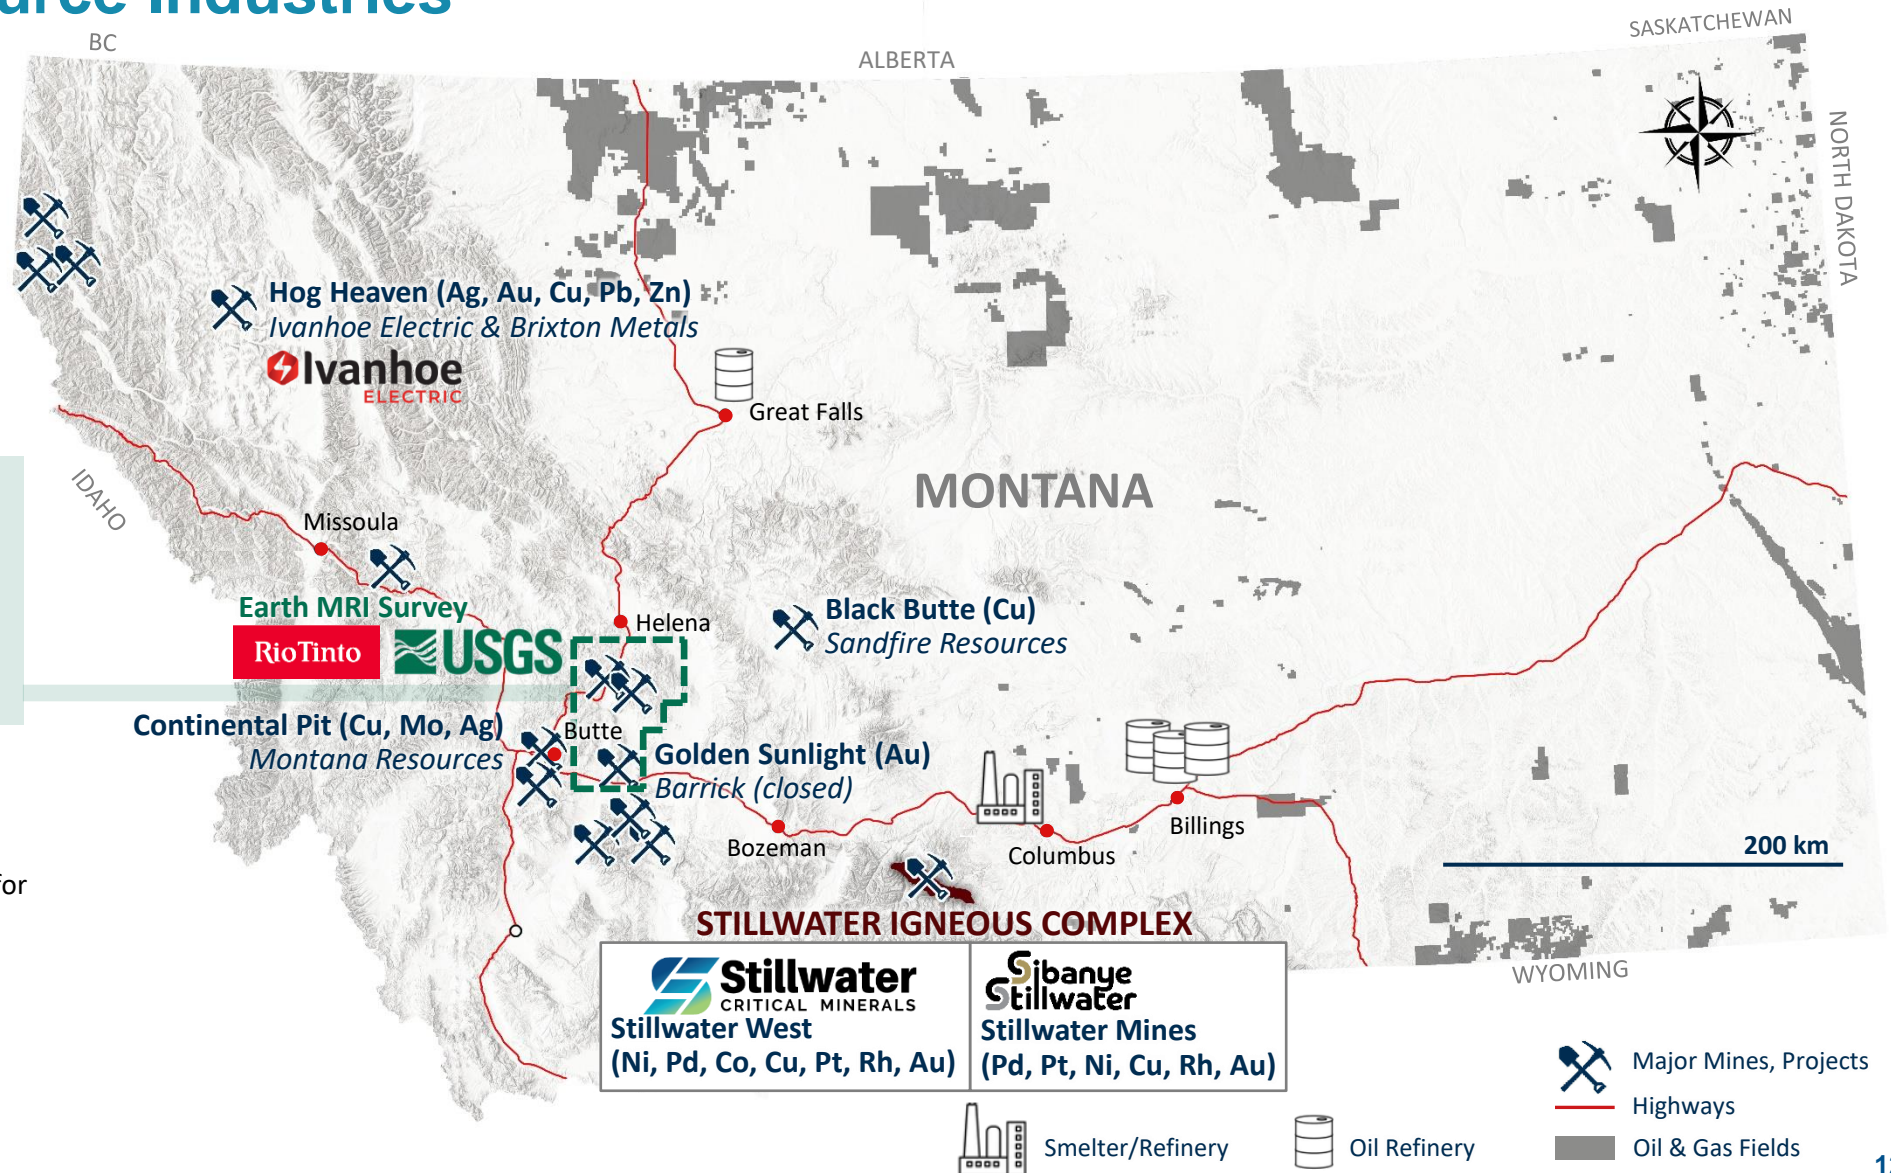 urce Industries
BC
ALBERTA
SASKATCHEWAN
NORTH DAKOTA
Hog Heaven (Ag, Au, Cu, Pb, Zn)
Ivanhoe Electric & Brixton Metals
Ivanhoe
ELECTRIC
Great Falls
MONTANA
IDAHO
Missoula
Earth MRI Survey
RioTinto
USGS
Helena
Black Butte (Cu)
Sandfire Resources
Continental Pit (Cu, Mo, Ag)
Montana Resources
Butte
Golden Sunlight (Au)
Barrick (closed)
Bozeman
Columbus
Billings
200 km
for
STILLWATER IGNEOUS COMPLEX
WYOMING
Stillwater
CRITICAL MINERALS
Stillwater West
(Ni, Pd, Co, Cu, Pt, Rh, Au)
Sibanye
Stillwater
Stillwater Mines
(Pd, Pt, Ni, Cu, Rh, Au)
Major Mines, Projects
Highways
Smelter/Refinery
Oil Refinery
Oil & Gas Fields